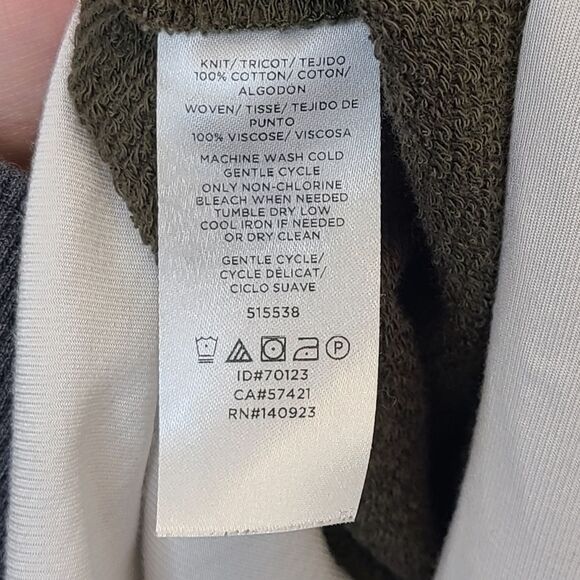 KNIT/ TRICOT/ TEJIDO
100% COTTON/ COTON/
ALGODÓN
WOVEN/ TISSÉ/ TEJIDO DE
PUNTO
100% VISCOSE/ VISCOSA
MACHINE WASH COLD
GENTLE CYCLE
ONLY NON-CHLORINE
BLEACH WHEN NEEDED
TUMBLE DRY LOW
COOL IRON IF NEEDED
OR DRY CLEAN
GENTLE CYCLE/
CYCLE DÉLICAT/
CICLO SUAVE
515538
P
ID#70123
CA#57421
RN#140923